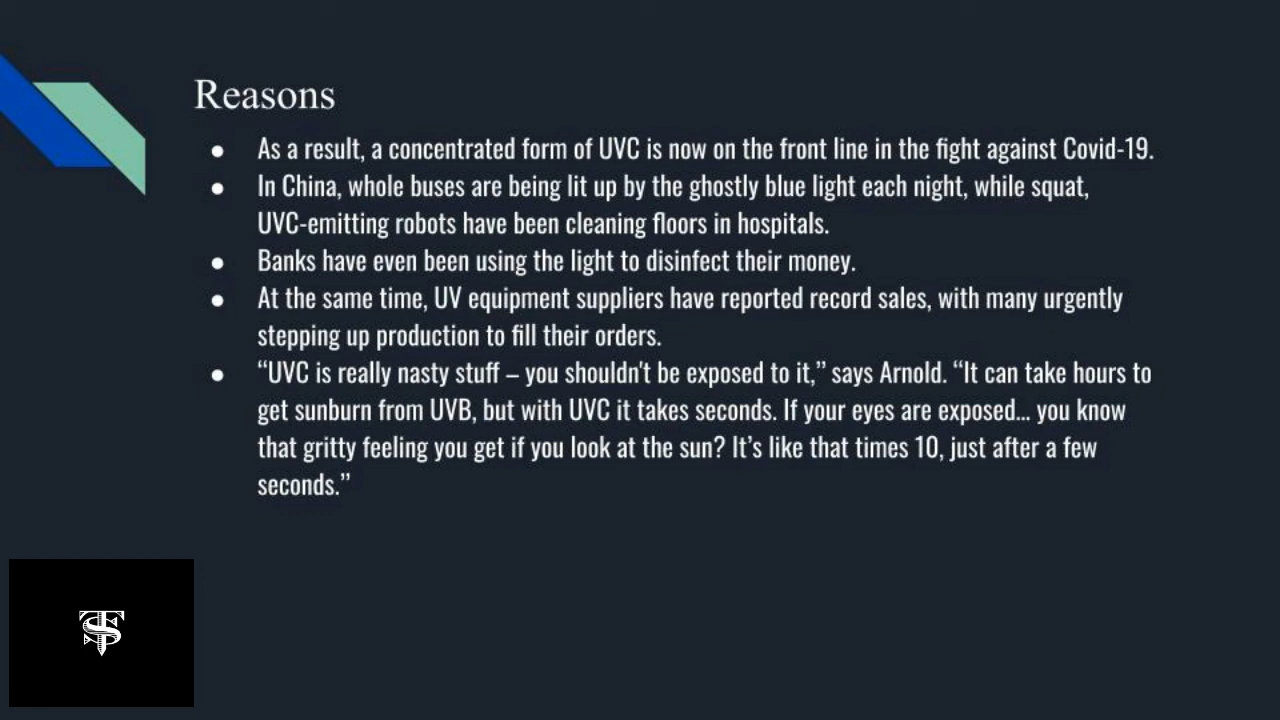 Reasons
● As a result, a concentrated form of UVC is now on the front line in the fight against Covid-19.
● In China, whole buses are being lit up by the ghostly blue light each night, while squat,
UVC-emitting robots have been cleaning floors in hospitals.
● Banks have even been using the light to disinfect their money.
● At the same time, UV equipment suppliers have reported record sales, with many urgently
stepping up production to fill their orders.
● “UVC is really nasty stuff – you shouldn't be exposed to it,” says Arnold. “It can take hours to
get sunburn from UVB, but with UVC it takes seconds. If your eyes are exposed… you know
that gritty feeling you get if you look at the sun? It’s like that times 10, just after a few
seconds.”